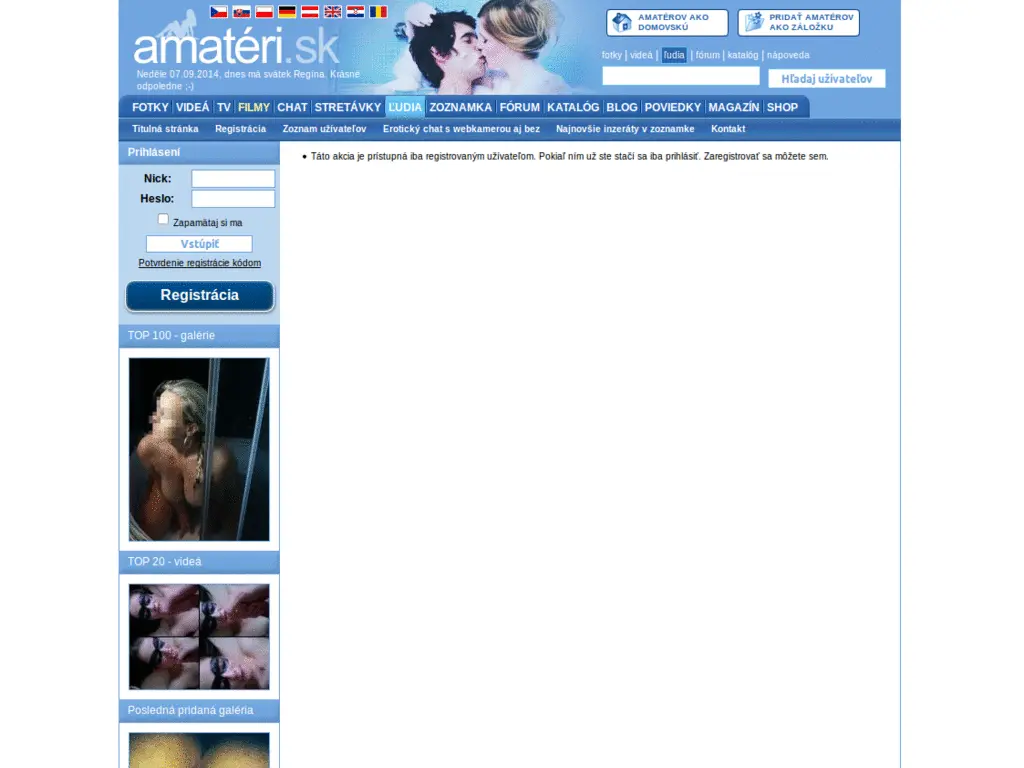 amatéri.sk
Neděle 07.09.2014, dnes má svátek Regína. Krásné
odpoledne ;-)
AMATÉROV AKO
DOMOVSKÚ
PRIDAŤ AMATÉROV
AKO ZÁLOŽKU
fotky | videá | ľudia | fórum | katalóg | nápoveda
Hľadaj užívateľov
FOTKY VIDEÁ TV FILMY CHAT STRETÁVKY ĽUDIA ZOZNAMKA FÓRUM KATALÓG BLOG POVIEDKY MAGAZÍN SHOP
Titulná stránka Registrácia Zoznam užívateľov Erotický chat s webkamerou aj bez Najnovšie inzeráty v zoznamke Kontakt
Prihlásení
Táto akcia je prístupná iba registrovaným užívateľom. Pokiaľ ním už ste stačí sa iba prihlásiť. Zaregistrovať sa môžete sem.
Nick:
Heslo:
Zapamätaj si ma
Vstúpiť
Potvrdenie registrácie kódom
Registrácia
TOP 100 - galérie
TOP 20 - videá
Posledná pridaná galéria